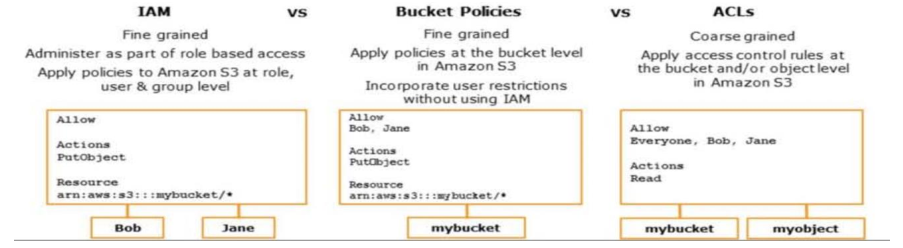 IAM vs Bucket Policies vs ACLs
Fine grained
Administer as part of role based access
Apply policies to Amazon S3 at role,
user & group level
Fine grained
Apply policies at the bucket level
in Amazon S3
Incorporate user restrictions
without using IAM
Coarse grained
Apply access control rules at
the bucket and/or object level
in Amazon S3
Allow
Actions
PutObject
Resource
arn:aws:s3:::mybucket/*
Bob
Jane
Allow
Bob, Jane
Actions
PutObject
Resource
arn:aws:s3:::mybucket/*
mybucket
Allow
Everyone, Bob, Jane
Actions
Read
mybucket
myobject